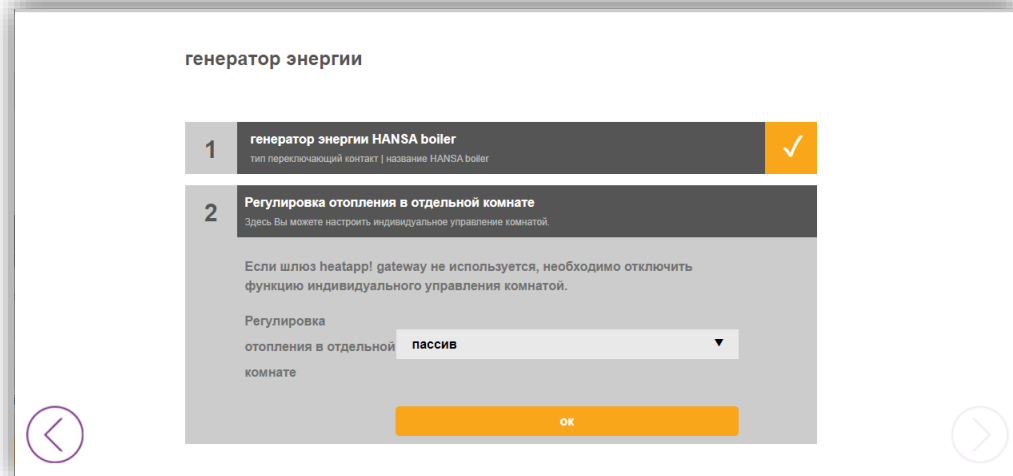 генератор энергии
1
генератор энергии HANSA boiler
тип переключающий контакт | название HANSA boiler
2
Регулировка отопления в отдельной комнате
Здесь Вы можете настроить индивидуальное управление комнатой.
Если шлюз heatapp! gateway не используется, необходимо отключить
функцию индивидуального управления комнатой.
Регулировка
отопления в отдельной
комнате
пассив
ок